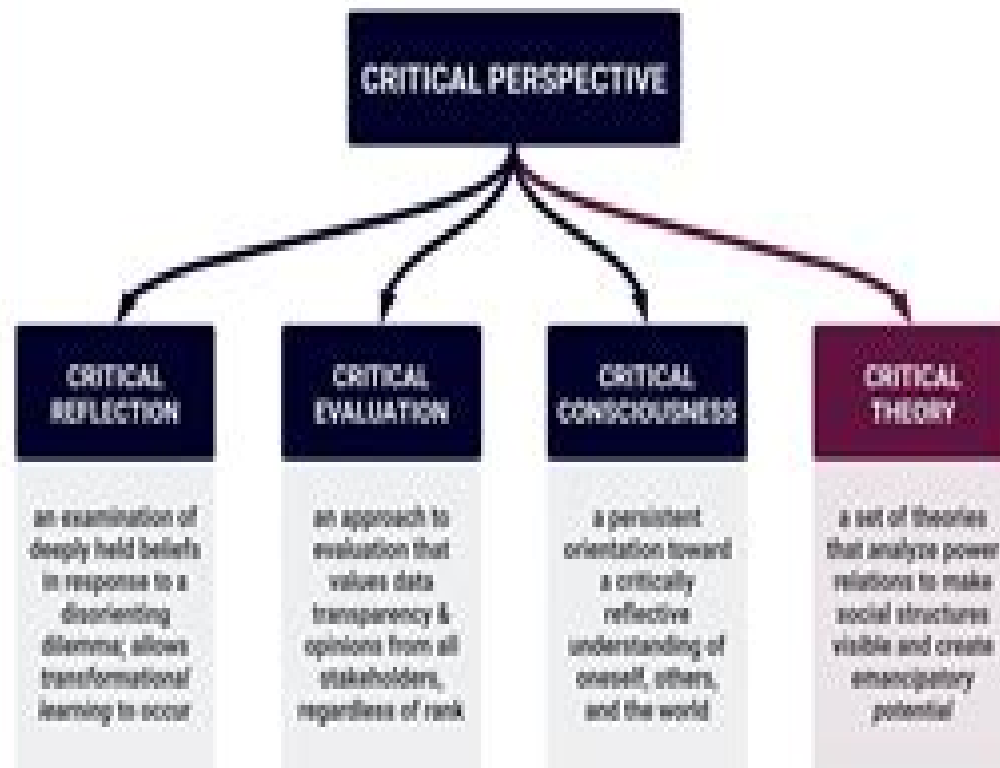 CRITICAL PERSPECTIVE
CRITICAL
REFLECTION
an examination of
deeply held beliefs
in response to a
disorienting
dilemma; allows
transformational
learning to occur
CRITICAL
EVALUATION
an approach to
evaluation that
values data
transparency &
opinions from all
stakeholders,
regardless of rank
CRITICAL
CONSCIOUSNESS
a persistent
orientation toward
a critically
reflective
understanding of
oneself, others,
and the world
CRITICAL
THEORY
a set of theories
that analyze power
relations to make
social structures
visible and create
emancipatory
potential